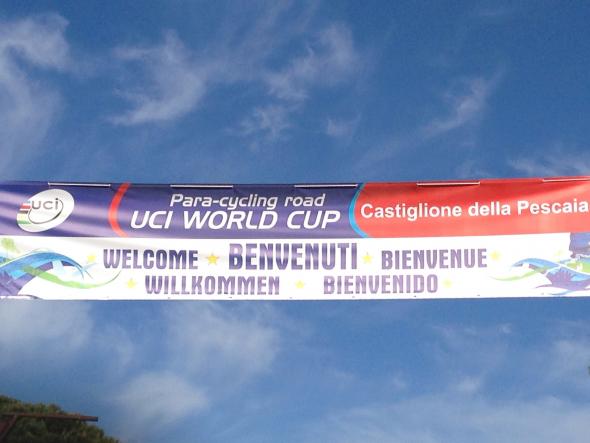 uci
Para-cycling road
UCI WORLD CUP
Castiglione della Pescaia
WELCOME BENVENUTI BIENVENUE
WILLKOMMEN BIENVENIDO